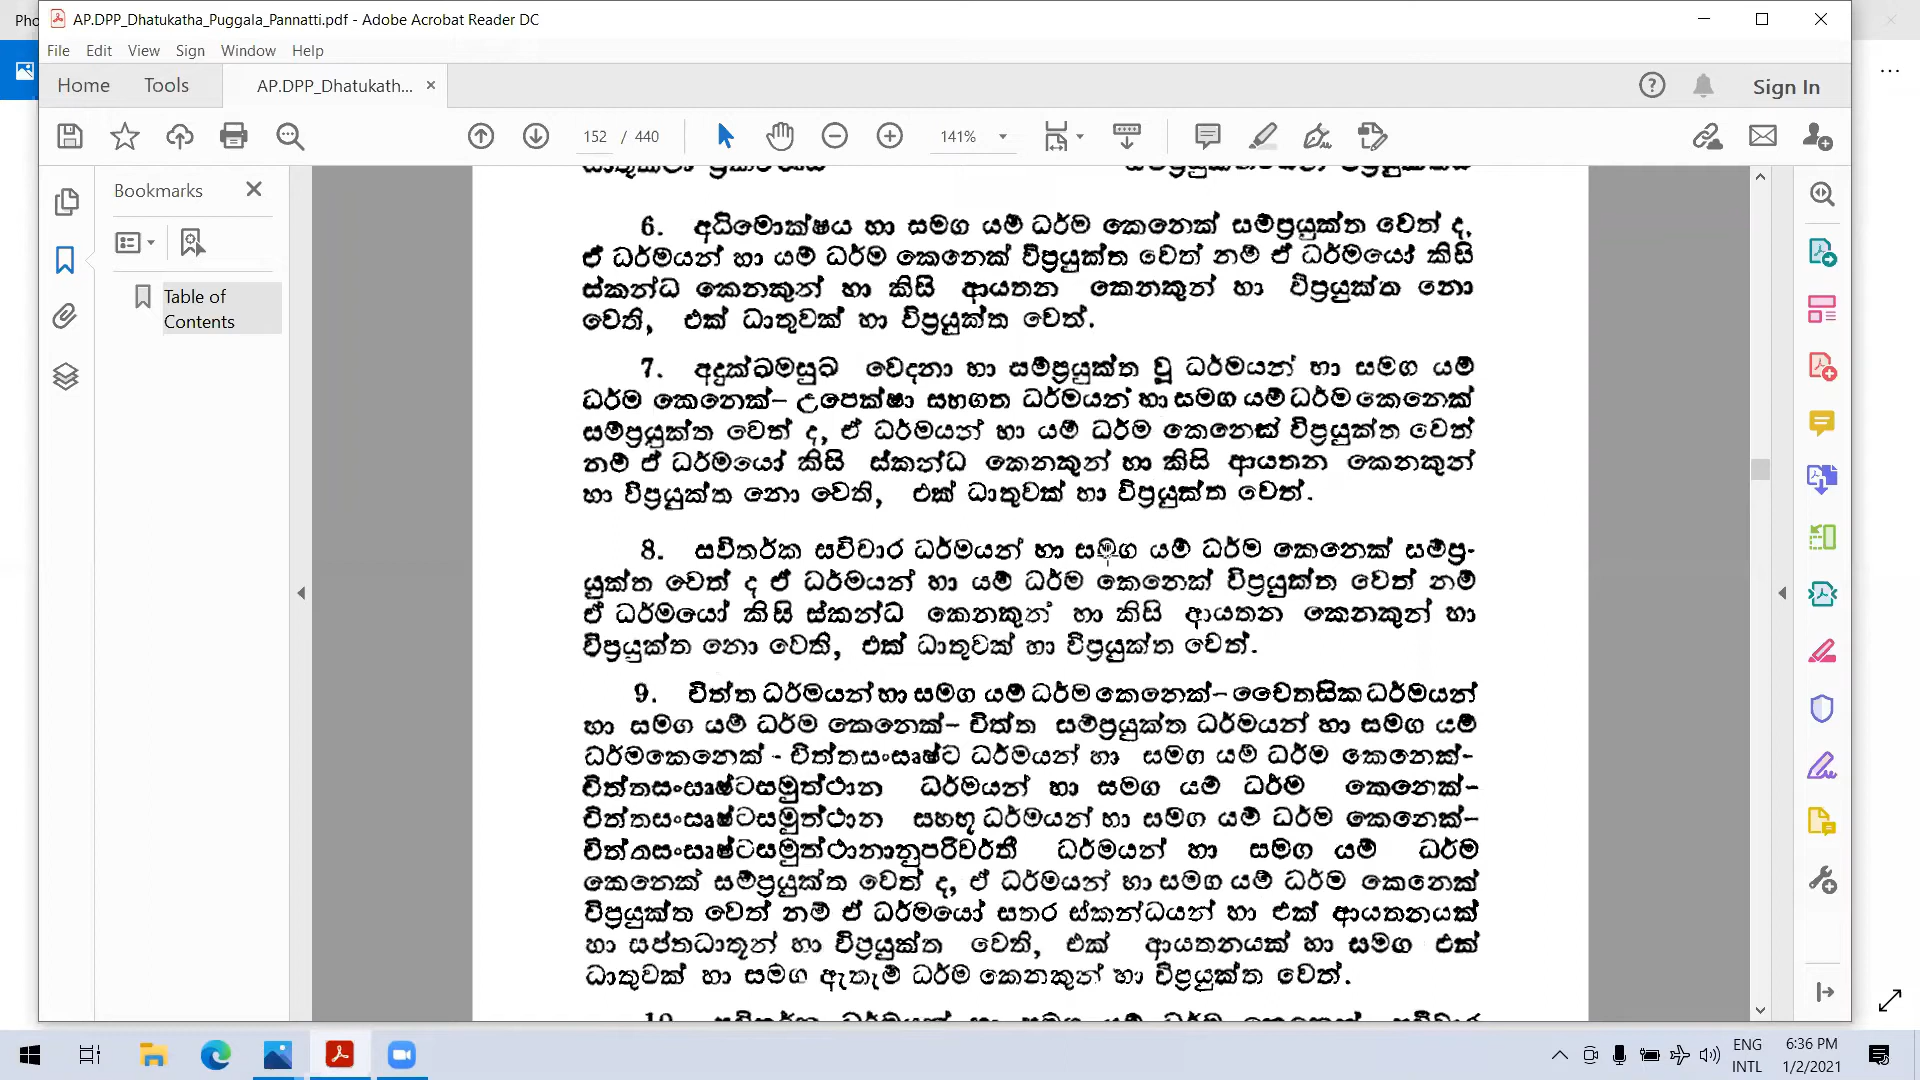 Pho
AP.DPP_Dhatukatha_Puggala_Pannatti.pdf - Adobe Acrobat Reader DC
File Edit View Sign Window Help
Home Tools AP.DPP_Dhatukath... Sign In
152 / 440 141%
Bookmarks
Table of
Contents
6. අධිමොක්ෂය හා සමග යම් ධර්ම කෙනෙක් සම්ප්‍රයුක්ත වෙත් ද,
ඒ ධර්මයන් හා යම් ධර්ම කෙනෙක් විප්‍රයුක්ත වෙත් නම් ඒ ධර්මයෝ කිසි
ස්කන්ධ කෙනකුන් හා කිසි ආයතන කෙනකුන් හා විප්‍රයුක්ත නො
වෙති, එක් ධාතුවක් හා විප්‍රයුක්ත වෙත්.
7. අදුක්ඛමසුඛ වේදනා හා සම්ප්‍රයුක්ත වූ ධර්මයන් හා සමග යම්
ධර්ම කෙනෙක්– උපෙක්ෂා සහගත ධර්මයන් හා සමග යම් ධර්ම කෙනෙක්
සම්ප්‍රයුක්ත වෙත් ද, ඒ ධර්මයන් හා යම් ධර්ම කෙනෙක් විප්‍රයුක්ත වෙත්
නම් ඒ ධර්මයෝ කිසි ස්කන්ධ කෙනකුන් හා කිසි ආයතන කෙනකුන්
හා විප්‍රයුක්ත නො වෙති, එක් ධාතුවක් හා විප්‍රයුක්ත වෙත්.
8. සවිතර්ක සවිචාර ධර්මයන් හා සමග යම් ධර්ම කෙනෙක් සම්ප්‍ර-
යුක්ත වෙත් ද ඒ ධර්මයන් හා යම් ධර්ම කෙනෙක් විප්‍රයුක්ත වෙත් නම්
ඒ ධර්මයෝ කිසි ස්කන්ධ කෙනකුන් හා කිසි ආයතන කෙනකුන් හා
විප්‍රයුක්ත නො වෙති, එක් ධාතුවක් හා විප්‍රයුක්ත වෙත්.
9. චිත්ත ධර්මයන් හා සමග යම් ධර්ම කෙනෙක්– චෛතසික ධර්මයන්
හා සමග යම් ධර්ම කෙනෙක්– චිත්ත සම්ප්‍රයුක්ත ධර්මයන් හා සමග යම්
ධර්මකෙනෙක් - චිත්තසංසෘෂ්ට ධර්මයන් හා සමග යම් ධර්ම කෙනෙක්–
චිත්තසංසෘෂ්ටසමුත්ථාන ධර්මයන් හා සමග යම් ධර්ම කෙනෙක්–
චිත්තසංසෘෂ්ටසමුත්ථාන සහභූ ධර්මයන් හා සමග යම් ධර්ම කෙනෙක්–
චිත්තසංසෘෂ්ටසමුත්ථානානුපරිවර්තී ධර්මයන් හා සමග යම් ධර්ම
කෙනෙක් සම්ප්‍රයුක්ත වෙත් ද, ඒ ධර්මයන් හා සමග යම් ධර්ම කෙනෙක්
විප්‍රයුක්ත වෙත් නම් ඒ ධර්මයෝ සතර ස්කන්ධයන් හා එක් ආයතනයක්
හා සප්තධාතූන් හා විප්‍රයුක්ත වෙති, එක් ආයතනයක් හා සමග එක්
ධාතුවක් හා සමග ඇතැම් ධර්ම කෙනකුන් හා විප්‍රයුක්ත වෙත්.
ENG
INTL
6:36 PM
1/2/2021